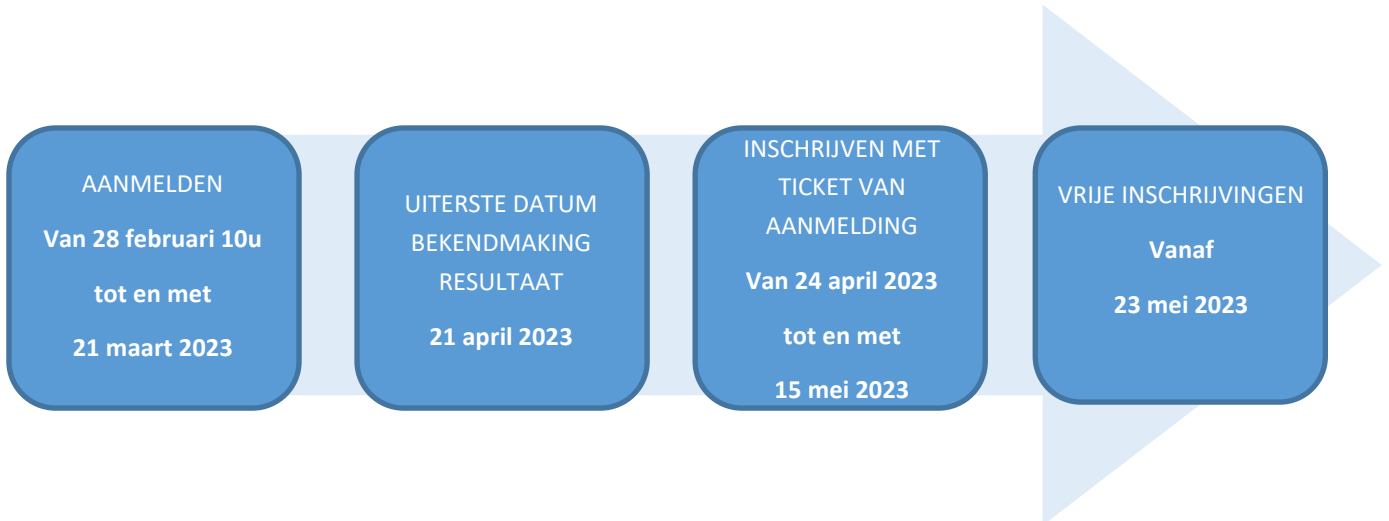 AANMELDEN
Van 28 februari 10u
tot en met
21 maart 2023
UITERSTE DATUM
BEKENDMAKING
RESULTAAT
21 april 2023
INSCHRIJVEN MET
TICKET VAN
AANMELDING
Van 24 april 2023
tot en met
15 mei 2023
VRIJE INSCHRIJVINGEN
Vanaf
23 mei 2023